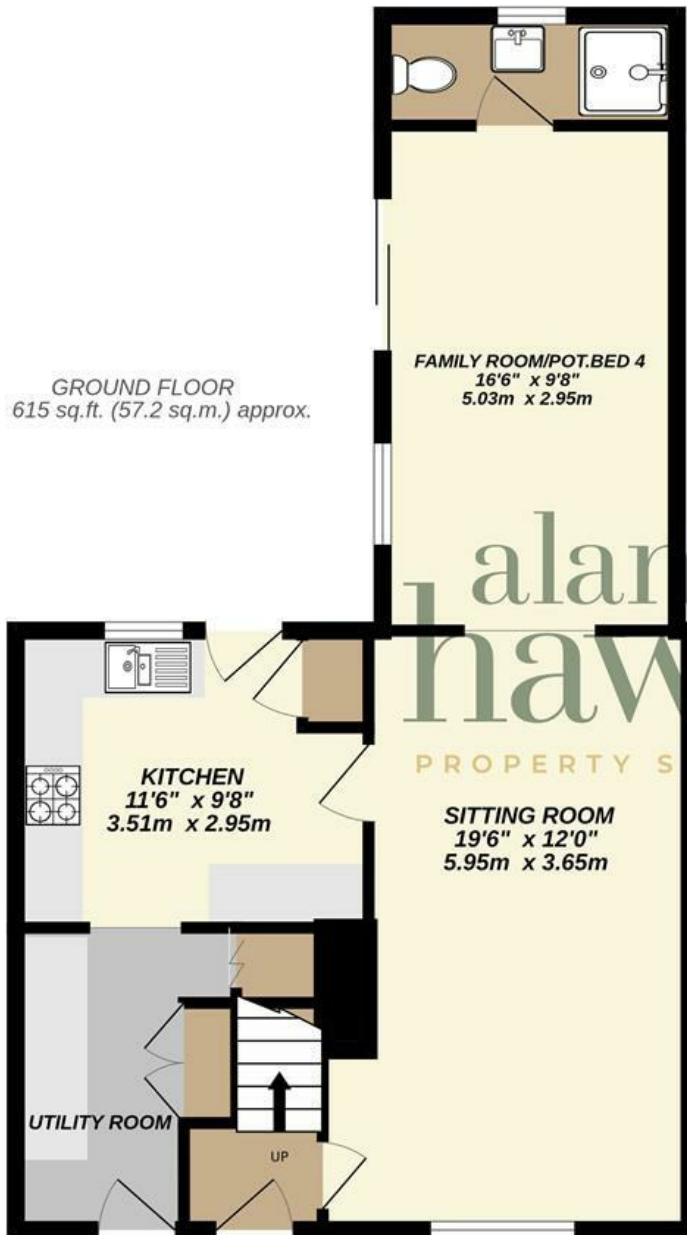 FAMILY ROOM/POT.BED 4
16'6" x 9'8"
5.03m x 2.95m
GROUND FLOOR
615 sq.ft. (57.2 sq.m.) approx.
alan
haw
PROPERTY S
KITCHEN
11'6" x 9'8"
3.51m x 2.95m
SITTING ROOM
19'6" x 12'0"
5.95m x 3.65m
UTILITY ROOM
UP